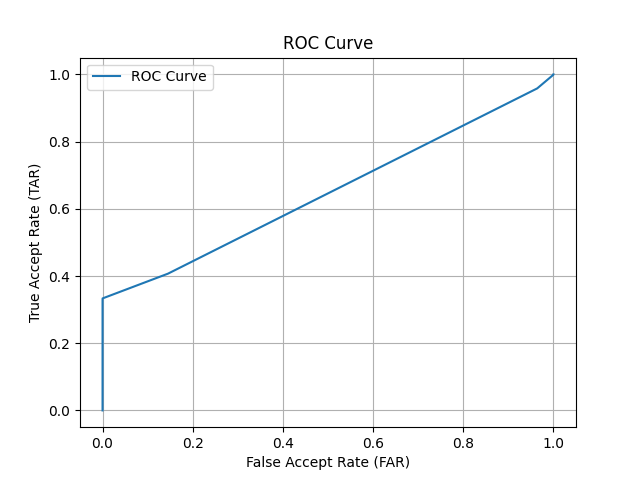 ROC Curve
ROC Curve
1.0
0.8
0.6
0.4
0.2
0.0
True Accept Rate (TAR)
0.0 0.2 0.4 0.6 0.8 1.0
False Accept Rate (FAR)